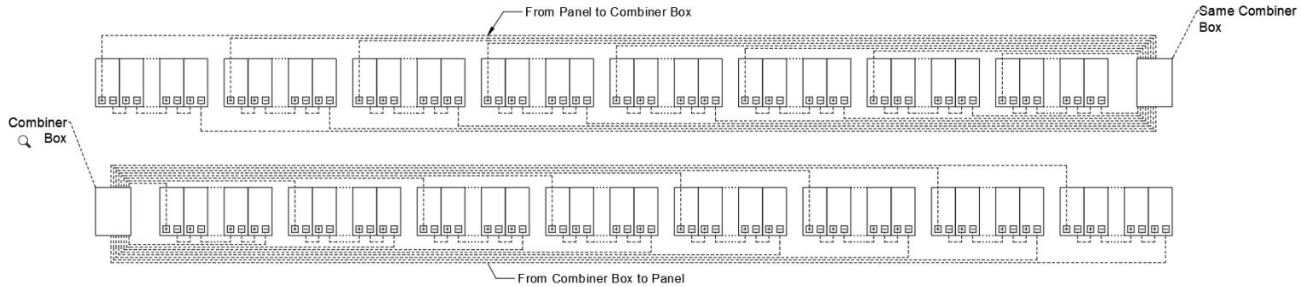 From Panel to Combiner Box
Same Combiner
Box
Combiner
Box
From Combiner Box to Panel